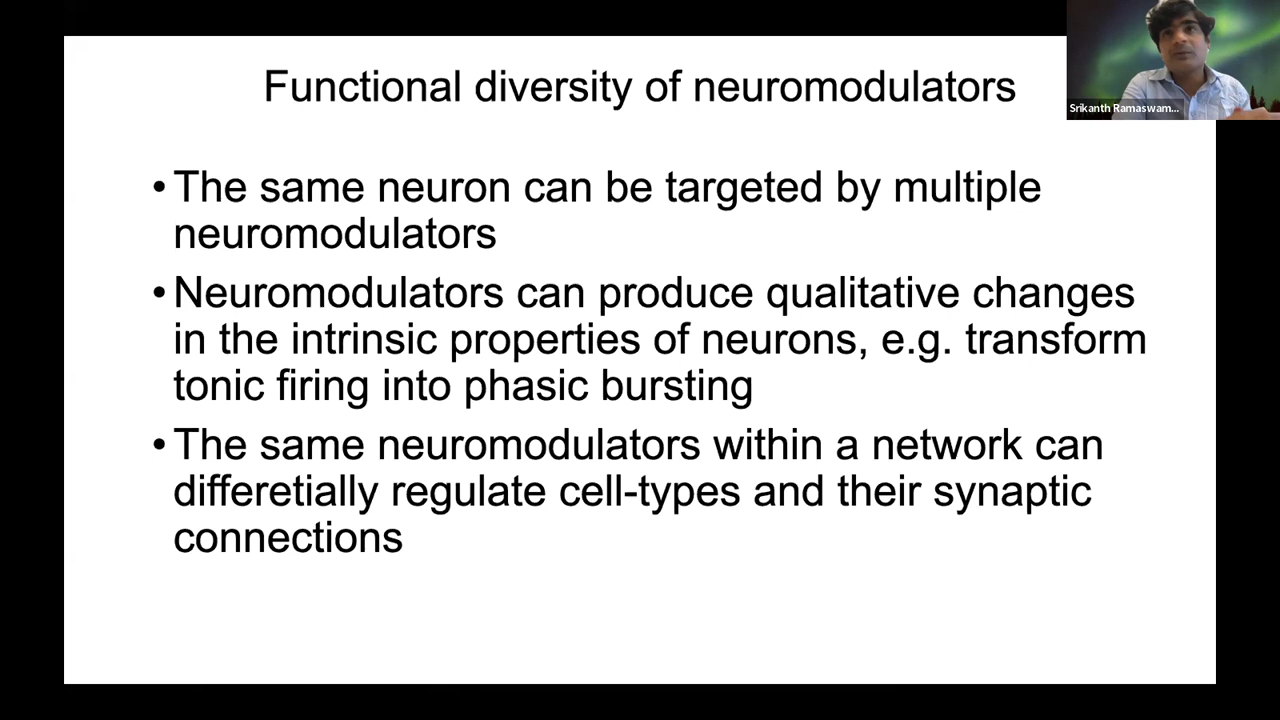 Functional diversity of neuromodulators
Srikanth Ramaswam...
• The same neuron can be targeted by multiple
neuromodulators
• Neuromodulators can produce qualitative changes
in the intrinsic properties of neurons, e.g. transform
tonic firing into phasic bursting
• The same neuromodulators within a network can
differetially regulate cell-types and their synaptic
connections